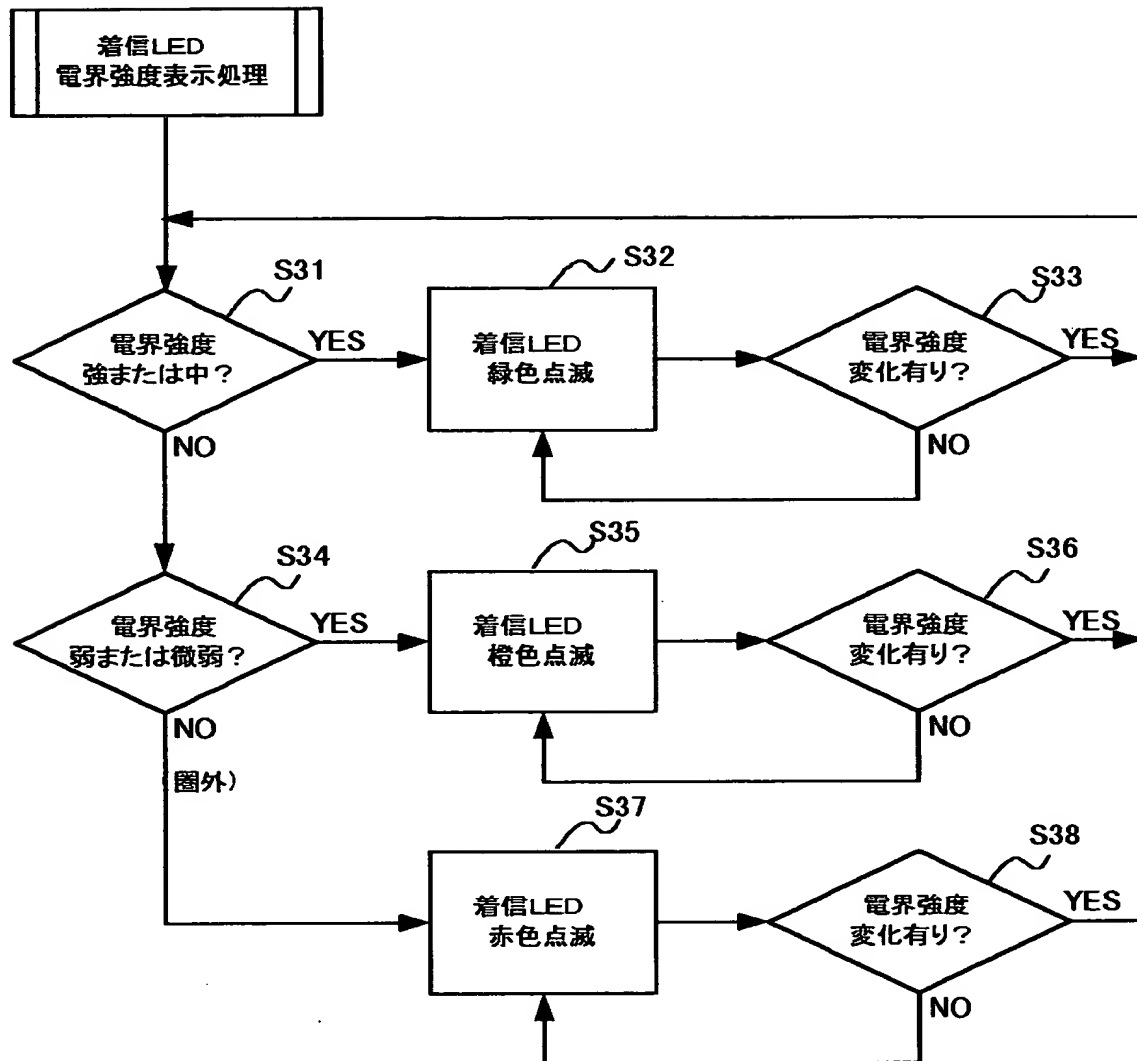 着信LED
電界強度表示処理
S31
電界強度
強または中?
YES
NO
S32
着信LED
緑色点滅
S33
電界強度
変化有り?
YES
NO
S34
電界強度
弱または微弱?
YES
NO
(圏外)
S35
着信LED
橙色点滅
S36
電界強度
変化有り?
YES
NO
S37
着信LED
赤色点滅
S38
電界強度
変化有り?
YES
NO